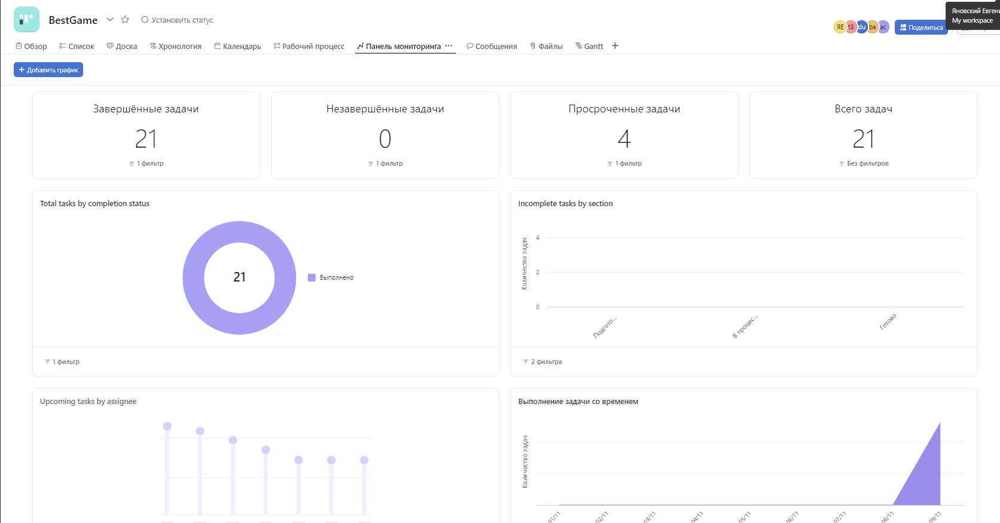 BestGame
Установить статус
Яновский Евгени
My workspace
ЯЕ t8 du ba ac
Поделиться
Обзор Список Доска Хронология Календарь Рабочий процесс Панель мониторинга Сообщения Файлы Gantt
Добавить график
Завершённые задачи
21
1 фильтр
Незавершённые задачи
0
1 фильтр
Просроченные задачи
4
1 фильтр
Всего задач
21
Без фильтров
Total tasks by completion status
21
Выполнено
1 фильтр
Incomplete tasks by section
Количество задач
4
2
0
Подгото...
В процес...
Готово
2 фильтра
Upcoming tasks by assignee
Выполнение задачи со временем
Количество задач
01/11 02/11 03/11 04/11 05/11 06/11 07/11 08/11 09/11